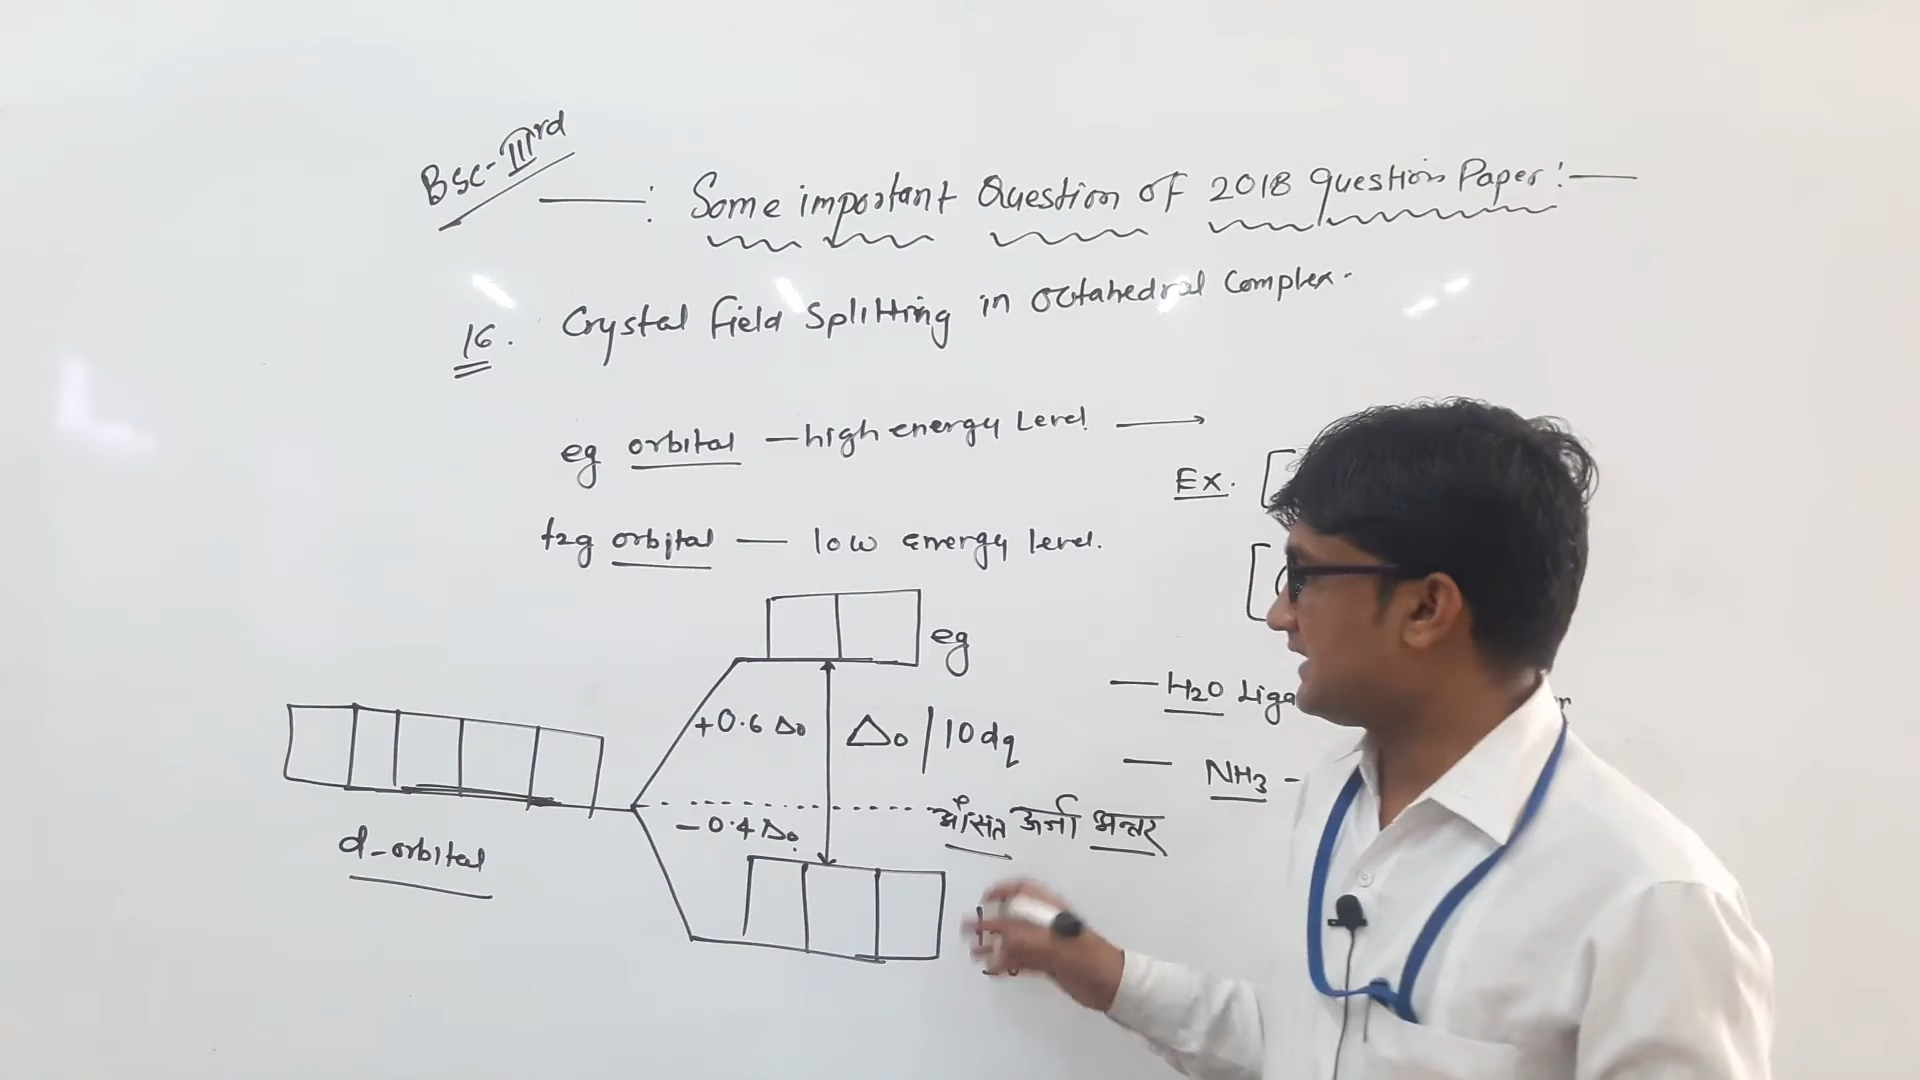 Bsc-IIIrd
: Some important Question of 2018 question Paper :-
16. Crystal field Splitting in Octahedral Complex.
eg orbital - high energy Level →
t2g orbital - low energy level.
Ex. [
[
eg
+0.6 Δo
Δo / 10dq
- H2O
- NH3 -
-0.4 Δo
औसत ऊर्जा अन्तर
d-orbital